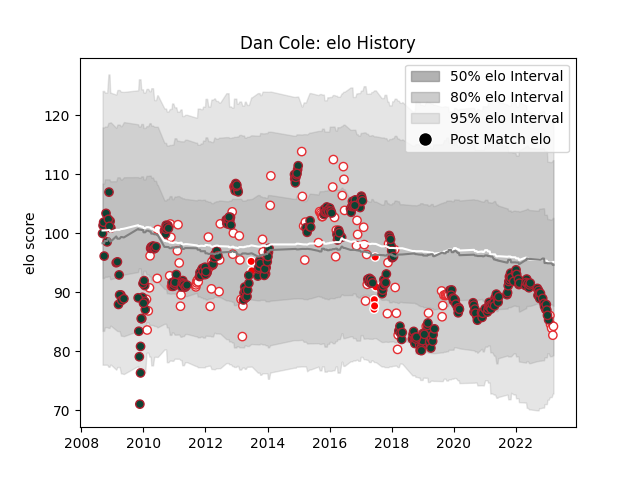 Dan Cole: elo History
50% elo Interval
80% elo Interval
95% elo Interval
Post Match elo
elo score
120
110
100
90
80
70
2008 2010 2012 2014 2016 2018 2020 2022